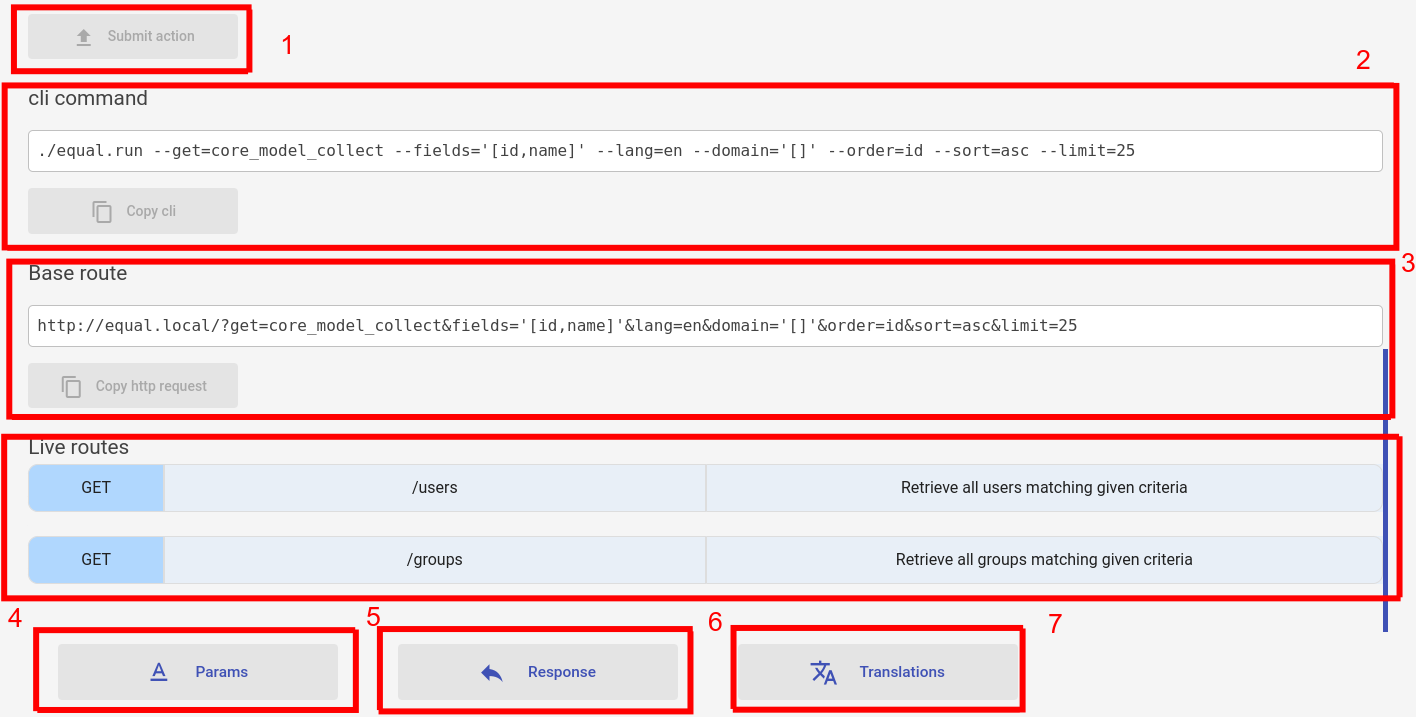 Submit action
1
2
cli command
./equal.run --get=core_model_collect --fields='[id,name]' --lang=en --domain='[]' --order=id --sort=asc --limit=25
Copy cli
3
Base route
http://equal.local/?get=core_model_collect&fields='[id,name]'&lang=en&domain='[]'&order=id&sort=asc&limit=25
Copy http request
Live routes
GET /users Retrieve all users matching given criteria
GET /groups Retrieve all groups matching given criteria
4 5 6 7
Params Response Translations